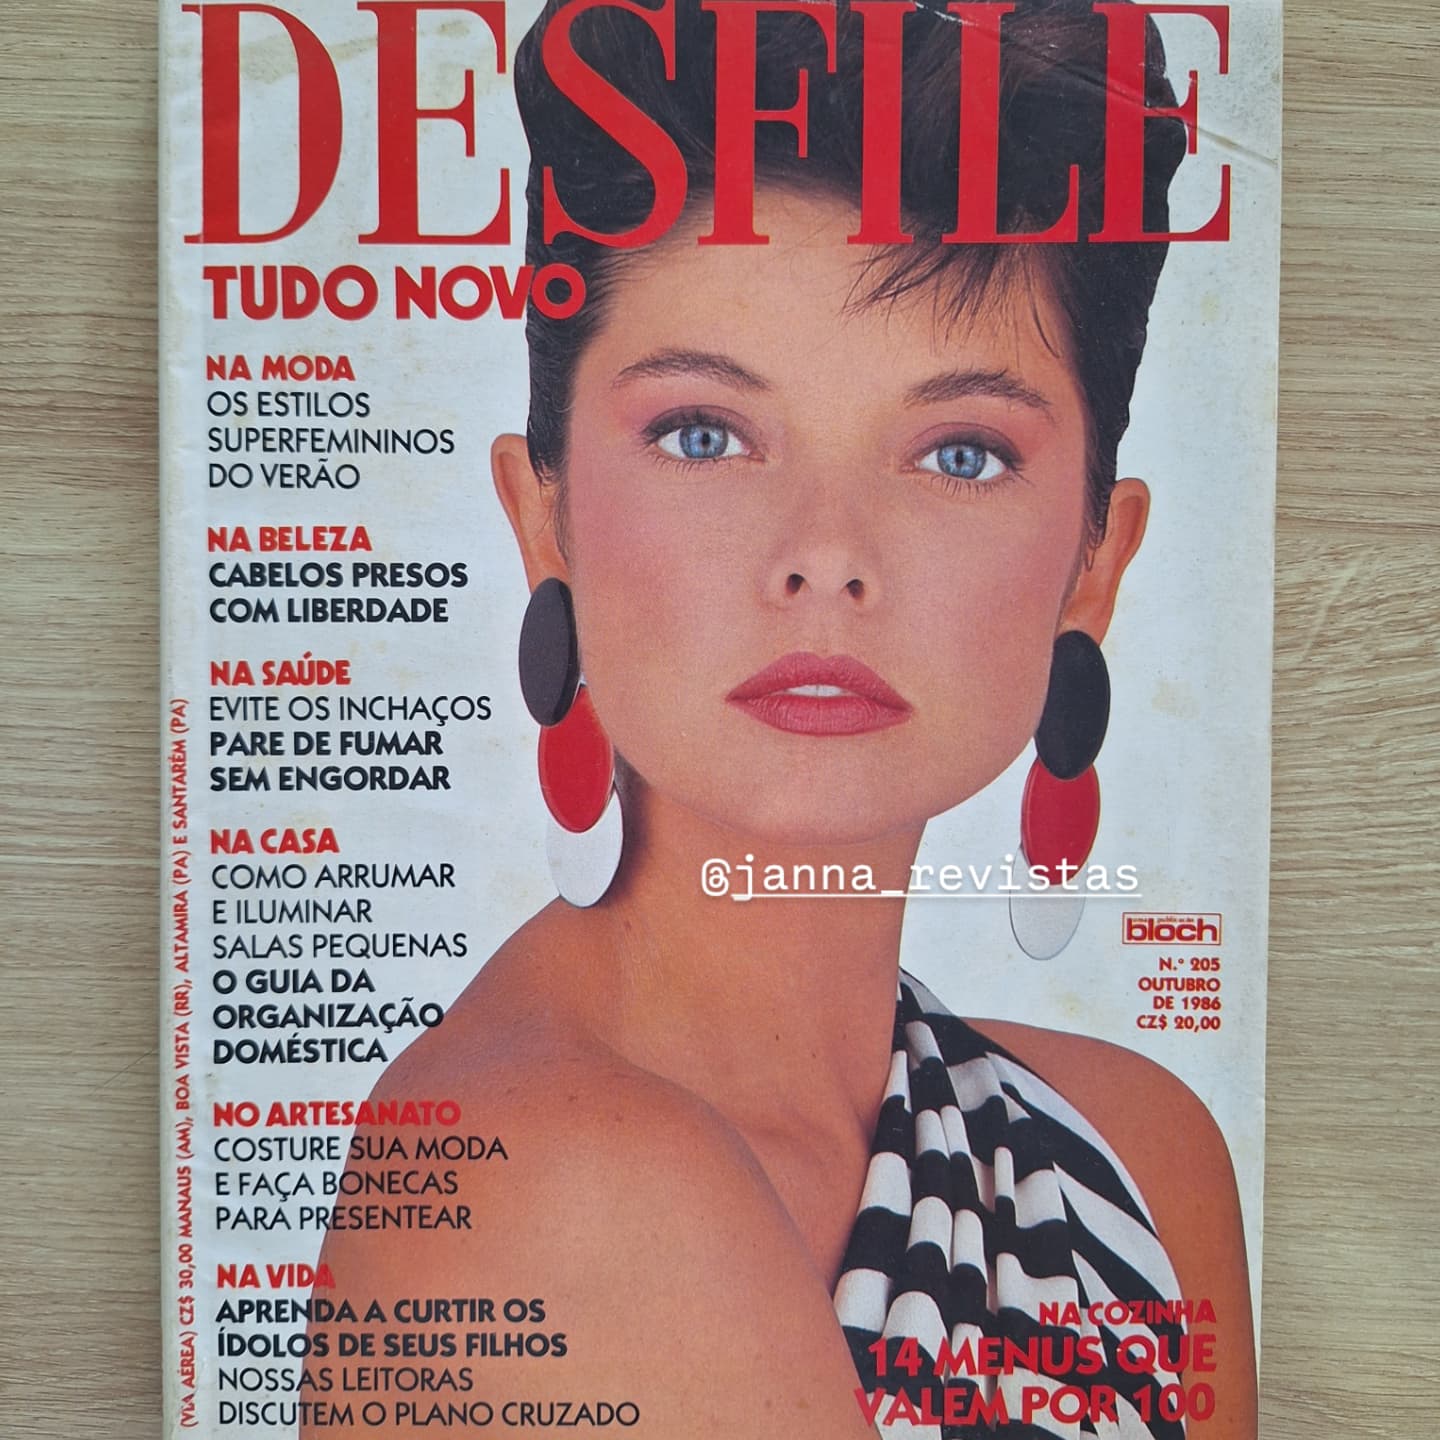 DESFILE
TUDO NOVO
NA MODA
OS ESTILOS
SUPERFEMININOS
DO VERÃO
NA BELEZA
CABELOS PRESOS
COM LIBERDADE
NA SAÚDE
EVITE OS INCHAÇOS
PARE DE FUMAR
SEM ENGORDAR
NA CASA
COMO ARRUMAR
E ILUMINAR
SALAS PEQUENAS
O GUIA DA
ORGANIZAÇÃO
DOMÉSTICA
NO ARTESANATO
COSTURE SUA MODA
E FAÇA BONECAS
PARA PRESENTEAR
NA VIDA
APRENDA A CURTIR OS
ÍDOLOS DE SEUS FILHOS
NOSSAS LEITORAS
DISCUTEM O PLANO CRUZADO
(VIA AÉREA) CZ$ 30,00 MANAUS (AM), BOA VISTA (RR), ALTAMIRA (PA) E SANTARÉM (PA)
@janna_revistas
uma publicação
bloch
N.º 205
OUTUBRO
DE 1986
CZ$ 20,00
NA COZINHA
14 MENUS QUE
VALEM POR 100